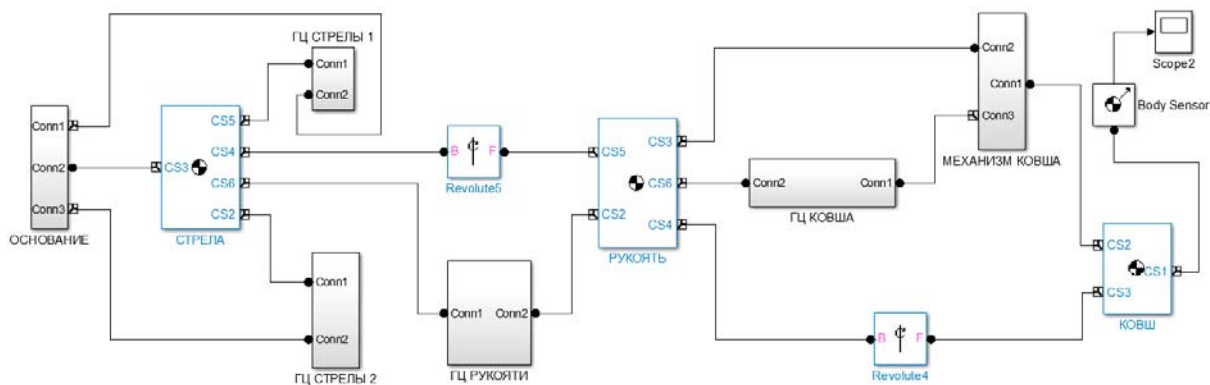 ГЦ СТРЕЛЫ 1
Conn1
Conn2
Conn1
Conn2
Conn3
ОСНОВАНИЕ
CS5
CS4
CS3
CS6
CS2
СТРЕЛА
Conn1
Conn2
ГЦ СТРЕЛЫ 2
B
F
Revolute5
Conn1
Conn2
ГЦ РУКОЯТИ
CS5
CS3
CS6
CS2
CS4
РУКОЯТЬ
Conn2
Conn1
ГЦ КОВША
Conn2
Conn1
Conn3
МЕХАНИЗМ КОВША
B
F
Revolute4
Scope2
Body Sensor
CS2
CS1
CS3
КОВШ